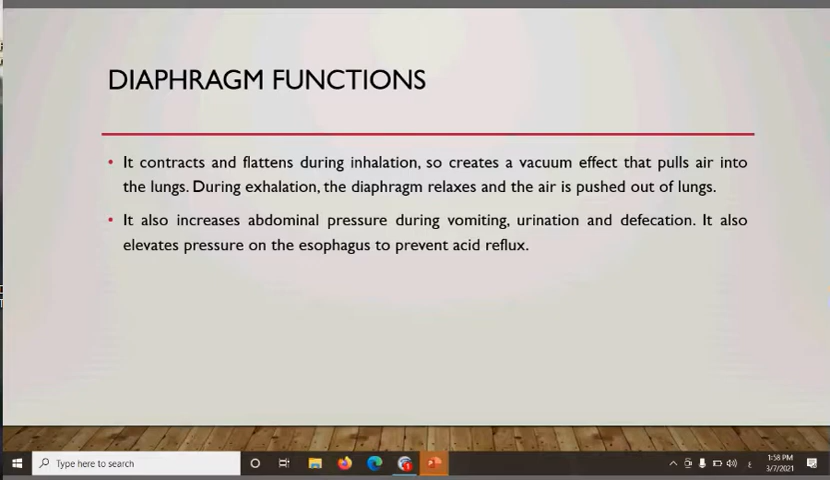 DIAPHRAGM FUNCTIONS
• It contracts and flattens during inhalation, so creates a vacuum effect that pulls air into
the lungs. During exhalation, the diaphragm relaxes and the air is pushed out of lungs.
• It also increases abdominal pressure during vomiting, urination and defecation. It also
elevates pressure on the esophagus to prevent acid reflux.
Type here to search
ع
1:58 PM
3/7/2021